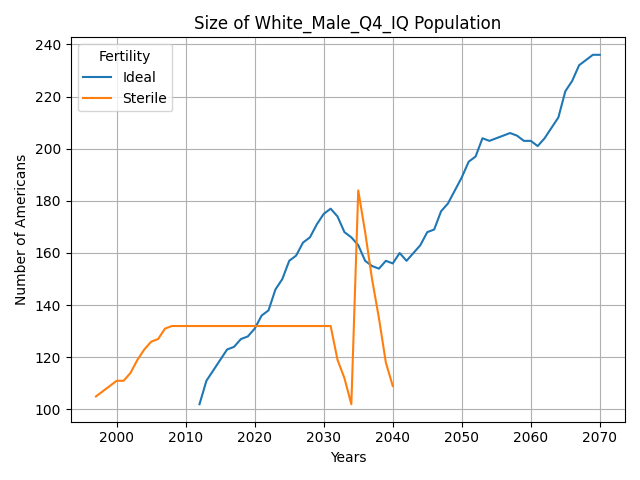 Size of White_Male_Q4_IQ Population
Fertility
Ideal
Sterile
Number of Americans
240
220
200
180
160
140
120
100
2000
2010
2020
2030
2040
2050
2060
2070
Years